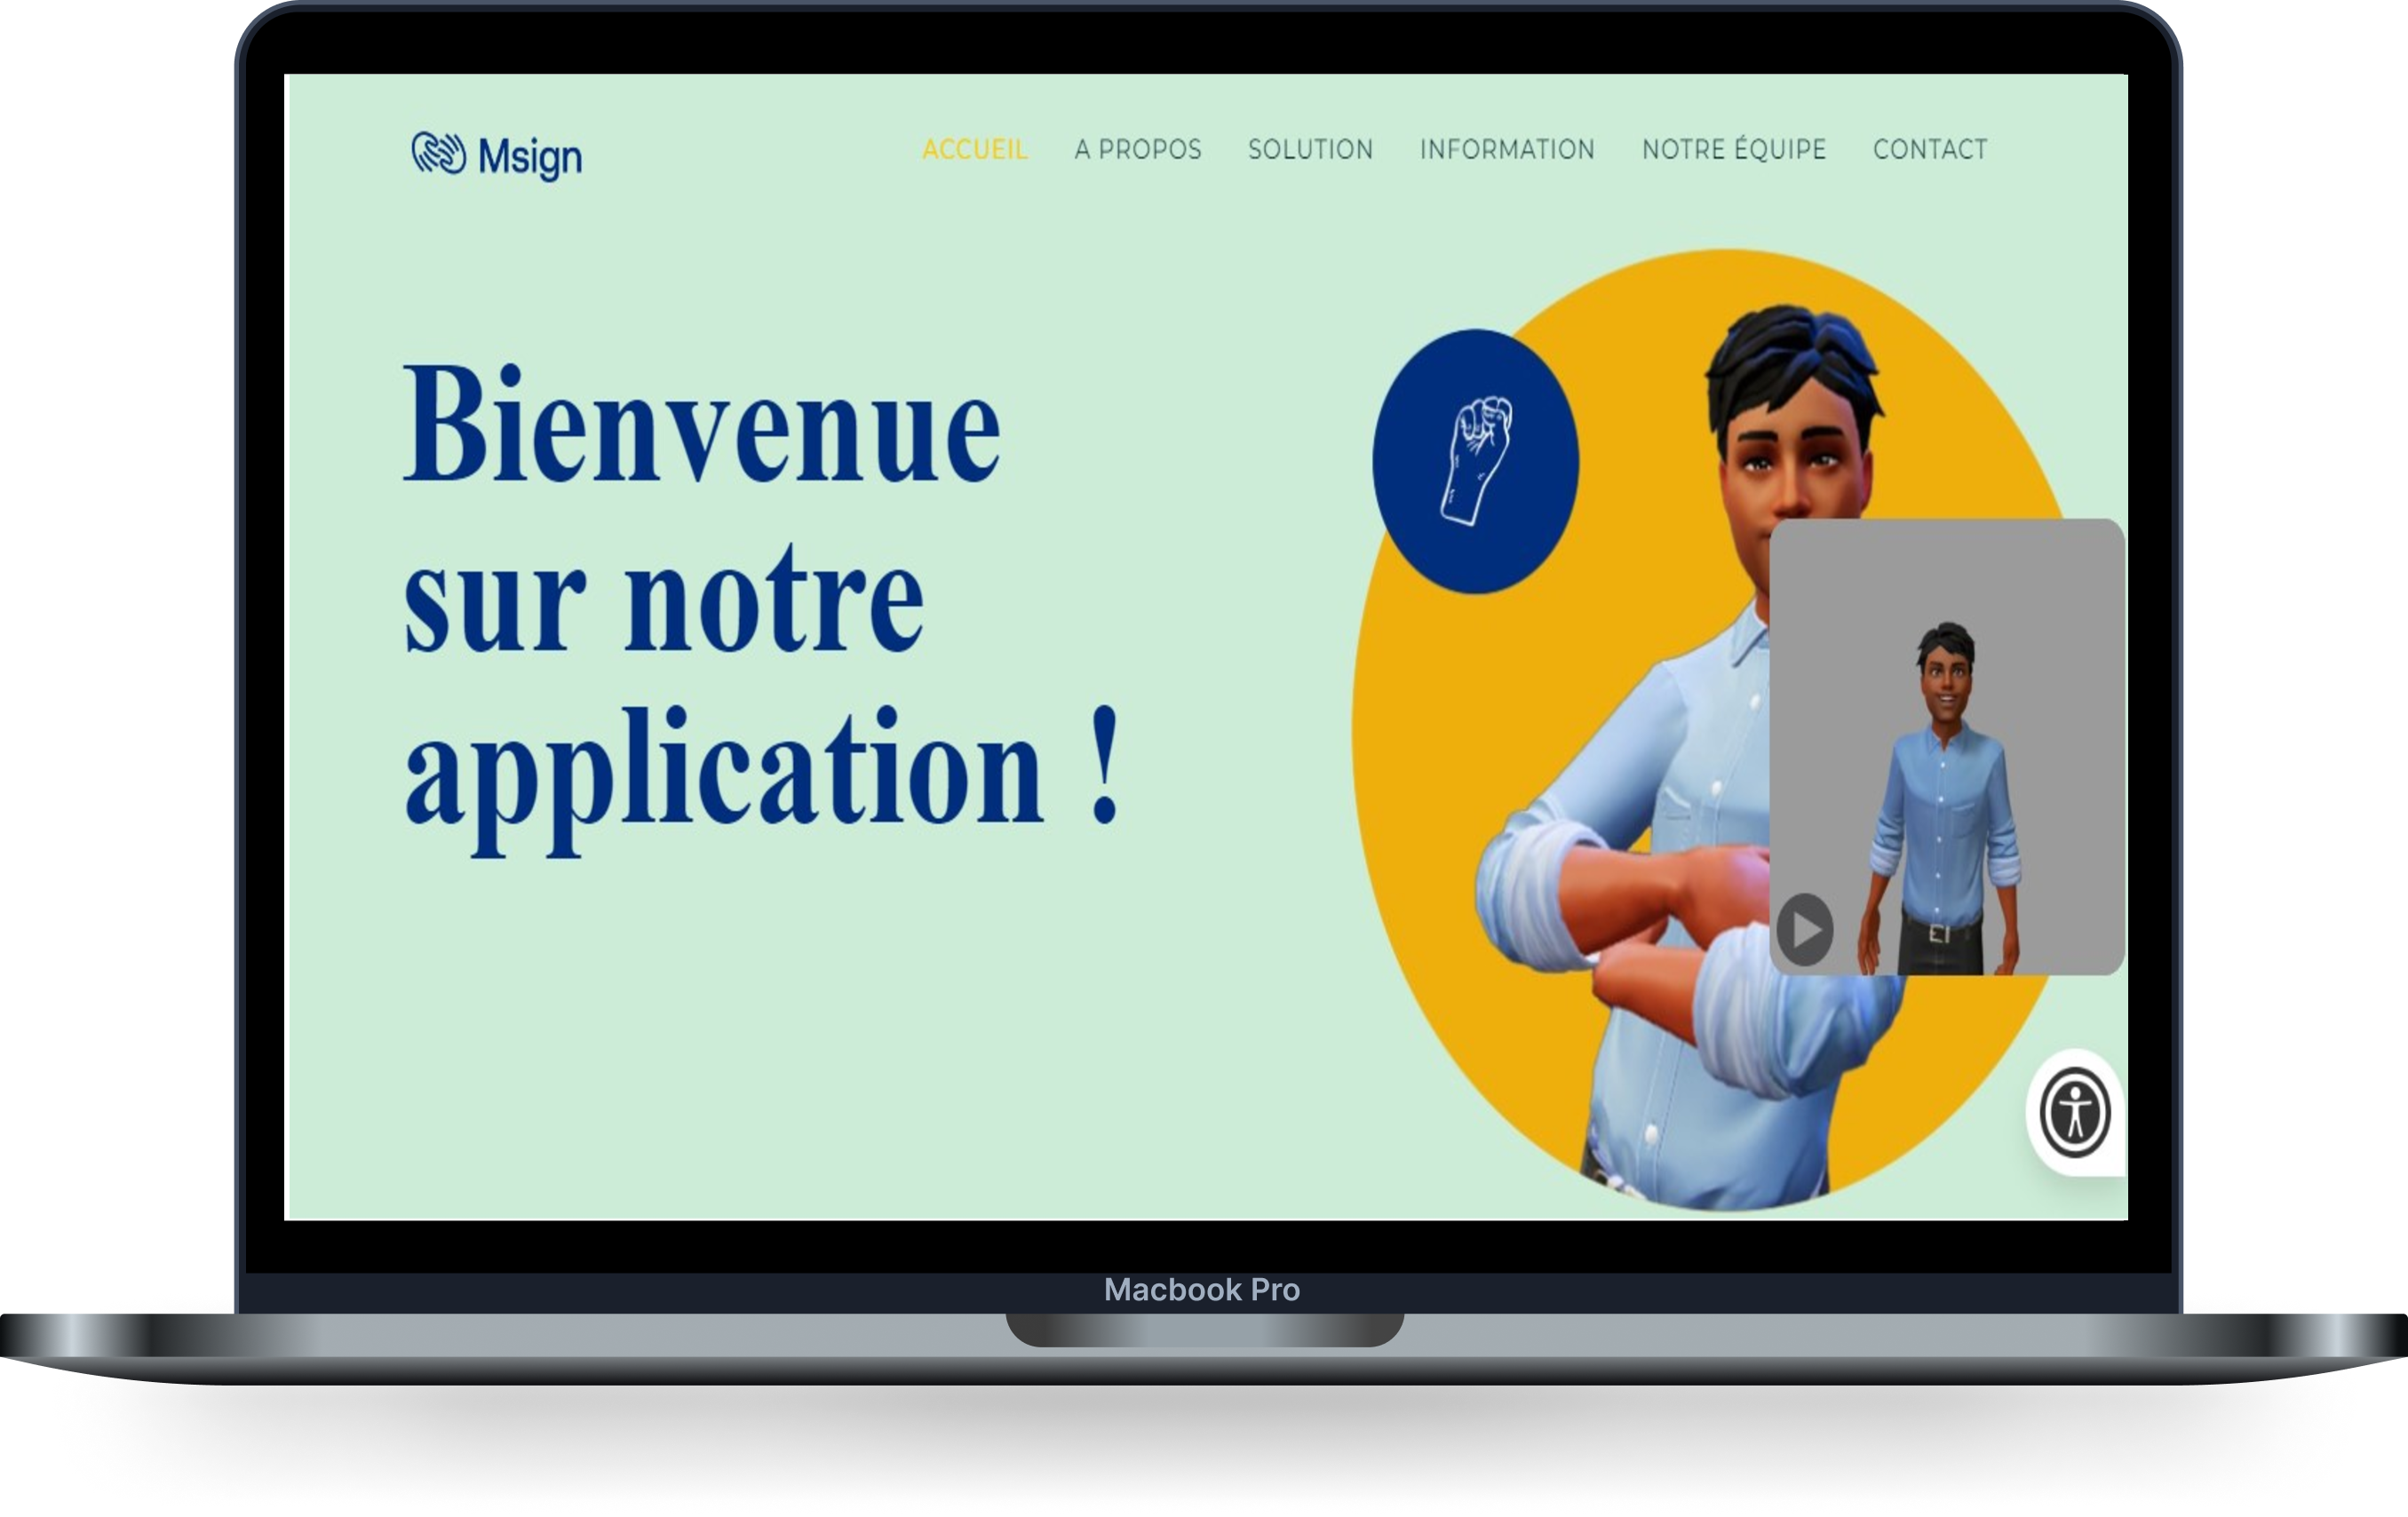 Msign
ACCUEIL A PROPOS SOLUTION INFORMATION NOTRE ÉQUIPE CONTACT
Bienvenue
sur notre
application !
Macbook Pro